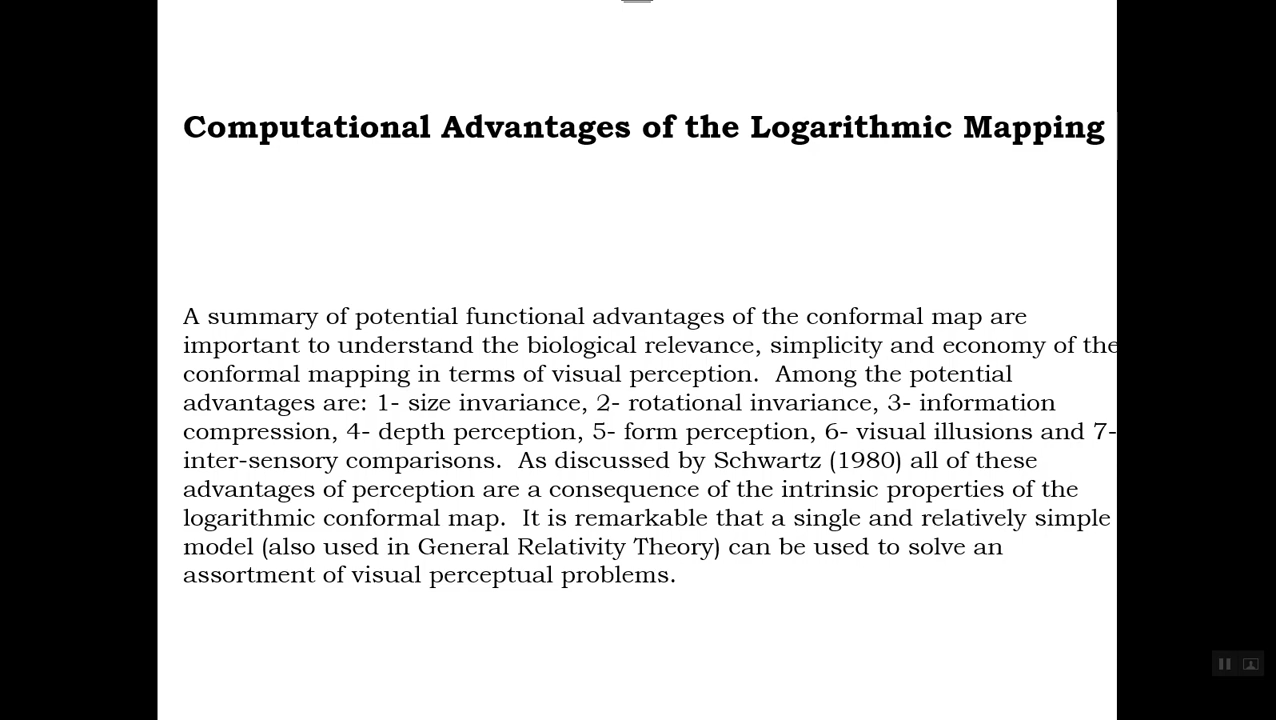 Computational Advantages of the Logarithmic Mapping
A summary of potential functional advantages of the conformal map are
important to understand the biological relevance, simplicity and economy of the
conformal mapping in terms of visual perception.  Among the potential
advantages are: 1- size invariance, 2- rotational invariance, 3- information
compression, 4- depth perception, 5- form perception, 6- visual illusions and 7-
inter-sensory comparisons.  As discussed by Schwartz (1980) all of these
advantages of perception are a consequence of the intrinsic properties of the
logarithmic conformal map.  It is remarkable that a single and relatively simple
model (also used in General Relativity Theory) can be used to solve an
assortment of visual perceptual problems.